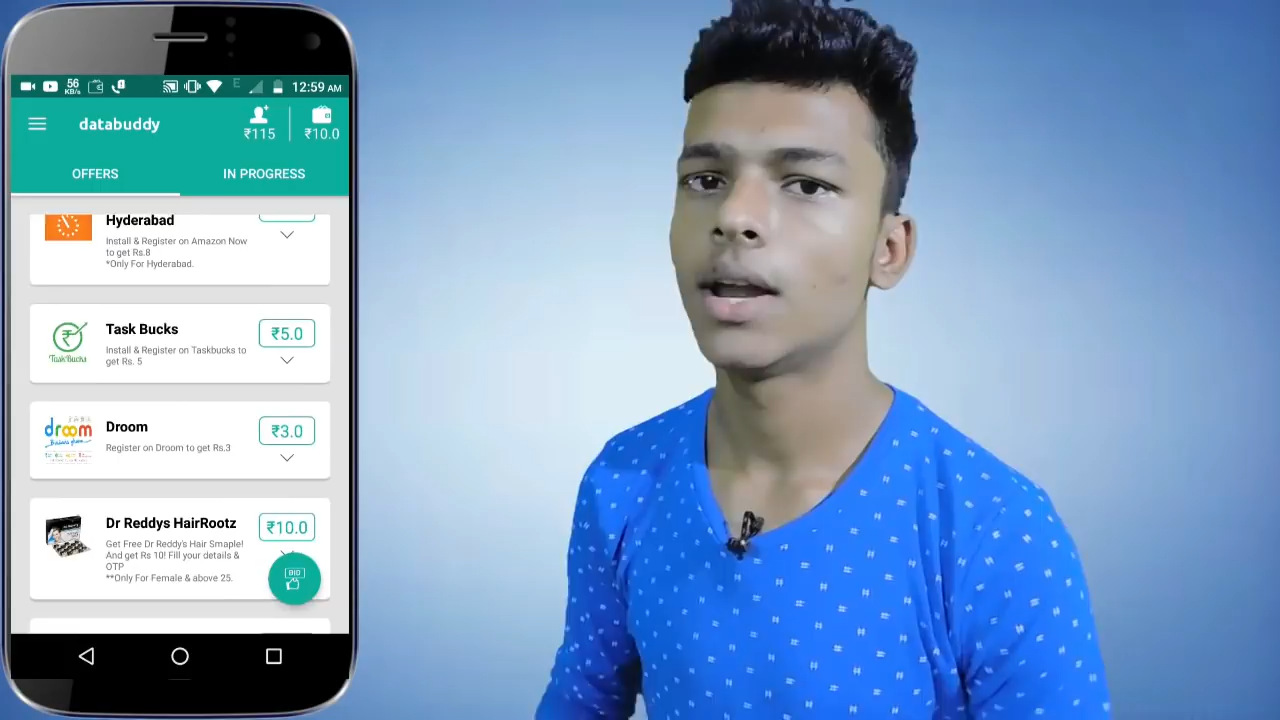 56
KB/s
E
12:59 AM
databuddy
₹115
₹10.0
OFFERS
IN PROGRESS
Hyderabad
Install & Register on Amazon Now
to get Rs.8
*Only For Hyderabad.
Task Bucks
₹5.0
Install & Register on Taskbucks to
get Rs. 5
TaskBucks
Droom
₹3.0
droom
Register on Droom to get Rs.3
Dr Reddys HairRootz
₹10.0
Get Free Dr Reddy's Hair Smaple!
And get Rs 10! Fill your details &
OTP
**Only For Female & above 25.
BID